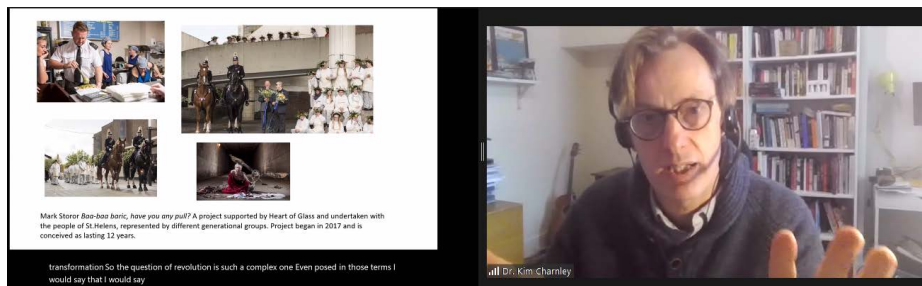 Mark Storor Baa-baa baric, have you any pull? A project supported by Heart of Glass and undertaken with
the people of St.Helens, represented by different generational groups. Project began in 2017 and is
conceived as lasting 12 years.
transformation So the question of revolution is such a complex one Even posed in those terms I
would say that I would say
Dr. Kim Charnley